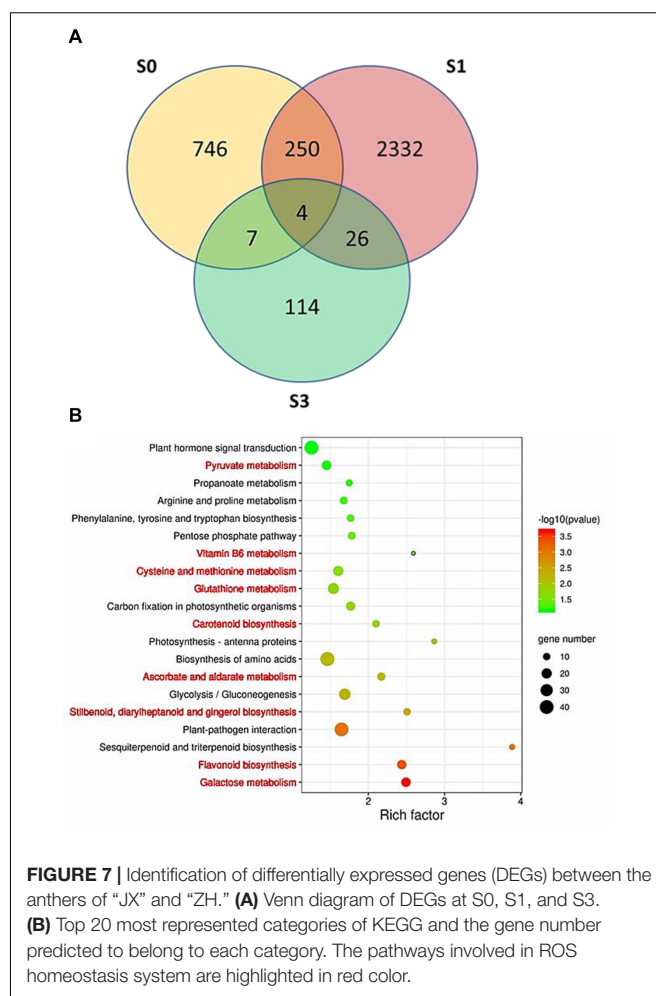 A
S0
S1
746
250
2332
4
7
26
114
S3
B
Plant hormone signal transduction
Pyruvate metabolism
Propanoate metabolism
Arginine and proline metabolism
Phenylalanine, tyrosine and tryptophan biosynthesis
Pentose phosphate pathway
Vitamin B6 metabolism
Cysteine and methionine metabolism
Glutathione metabolism
Carbon fixation in photosynthetic organisms
Carotenoid biosynthesis
Photosynthesis - antenna proteins
Biosynthesis of amino acids
Ascorbate and aldarate metabolism
Glycolysis / Gluconeogenesis
Stilbenoid, diarylheptanoid and gingerol biosynthesis
Plant-pathogen interaction
Sesquiterpenoid and triterpenoid biosynthesis
Flavonoid biosynthesis
Galactose metabolism
2
3
4
Rich factor
-log10(pvalue)
3.5
3.0
2.5
2.0
1.5
gene number
10
20
30
40
FIGURE 7 | Identification of differentially expressed genes (DEGs) between the
anthers of “JX” and “ZH.” (A) Venn diagram of DEGs at S0, S1, and S3.
(B) Top 20 most represented categories of KEGG and the gene number
predicted to belong to each category. The pathways involved in ROS
homeostasis system are highlighted in red color.